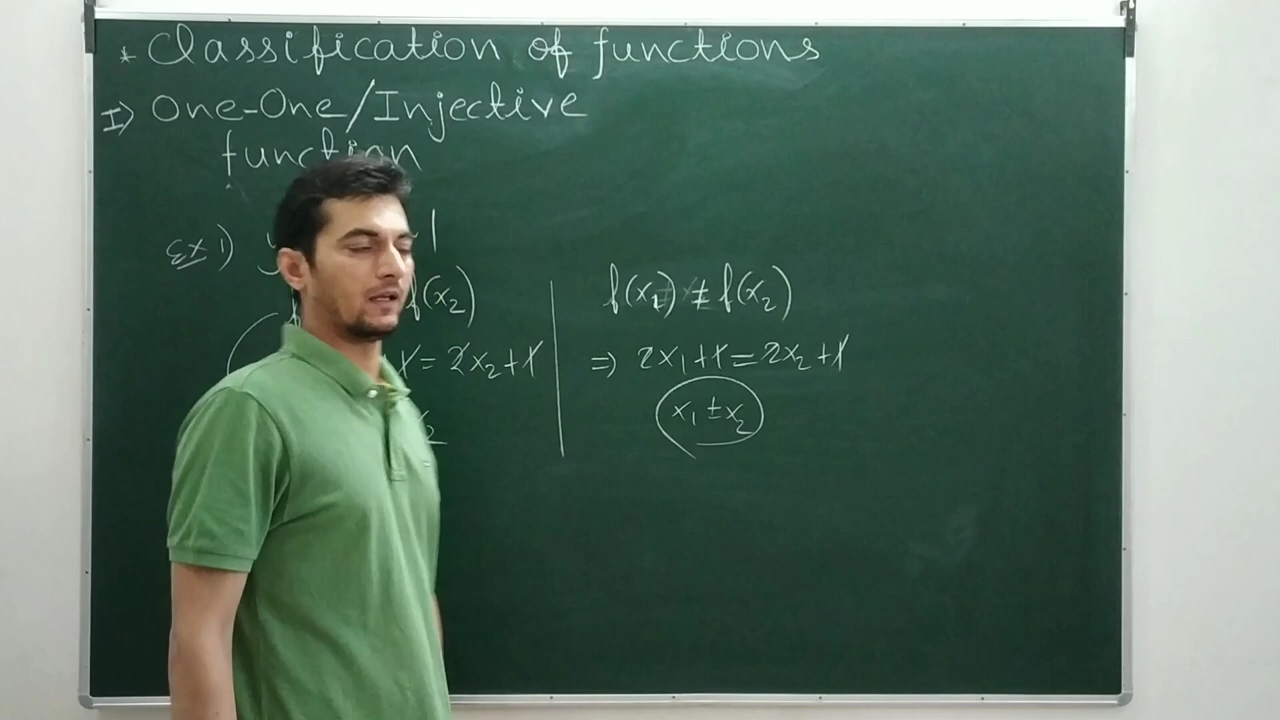 * Classification of functions
I) One-One/Injective
function
Ex 1) y 1
f(x₂) f(x₁) ≠ f(x₂)
= 2x₂+1 ⇒ 2x₁+1=2x₂+1
x₁ ± x₂